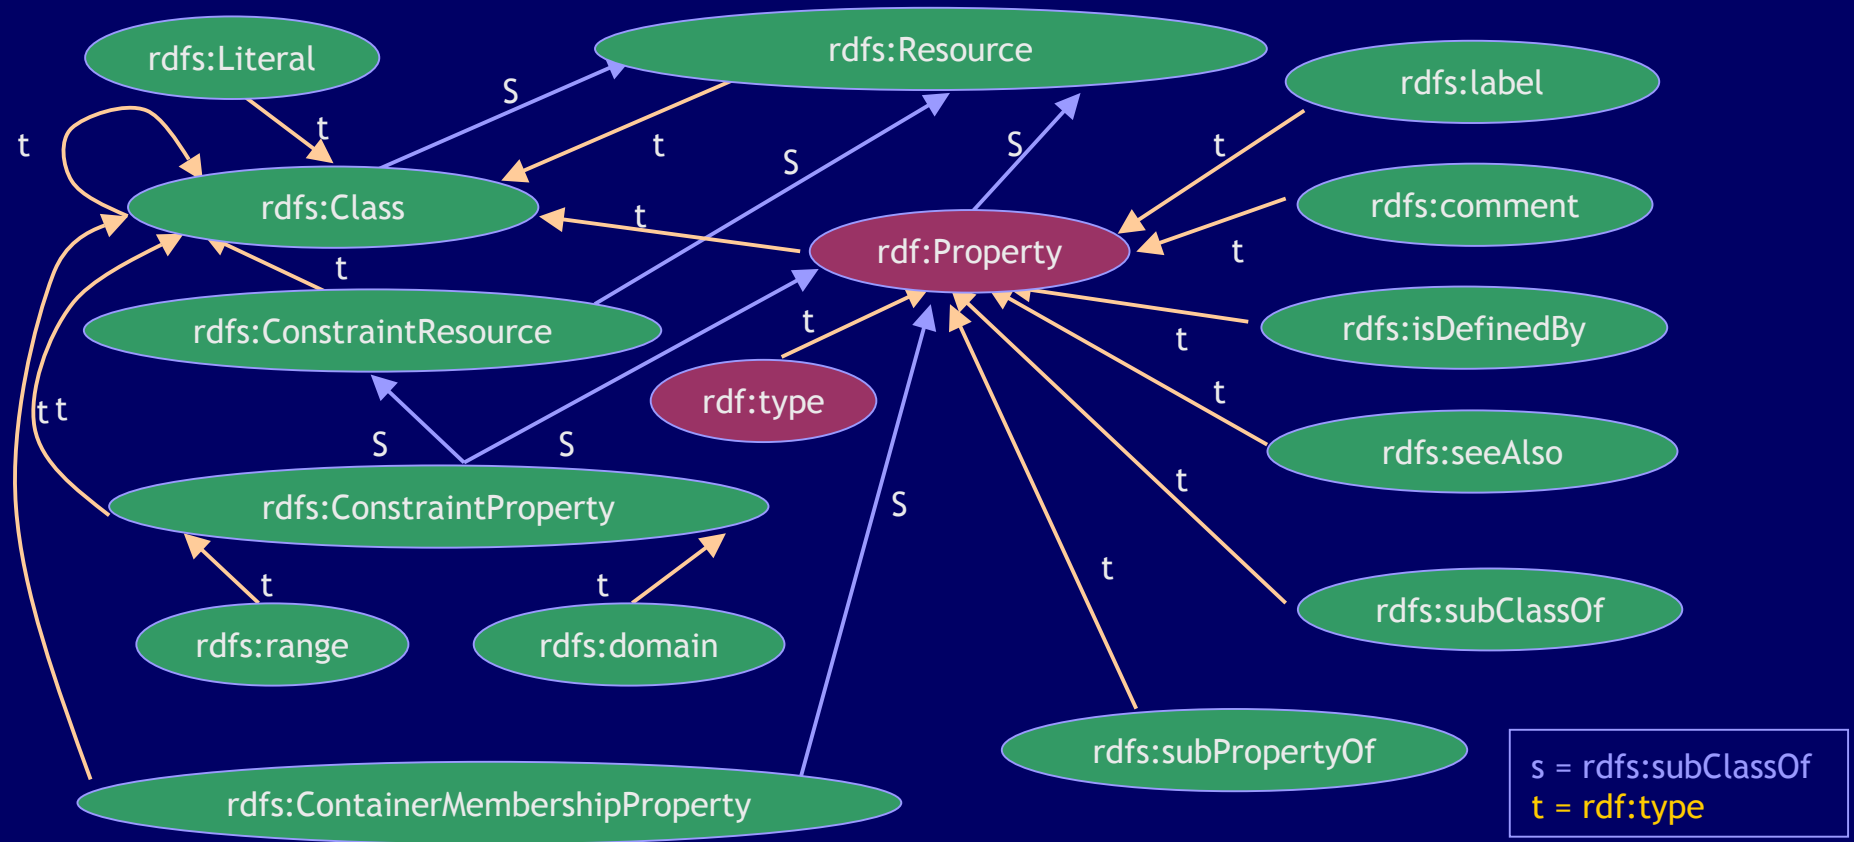 rdfs:Literal
rdfs:Resource
rdfs:label
S
t
t
t
S
S
t
rdfs:Class
rdfs:comment
t
rdf:Property
t
t
rdfs:ConstraintResource
t
rdfs:isDefinedBy
t
rdf:type
t
t t
S
S
rdfs:seeAlso
t
rdfs:ConstraintProperty
S
t
t
t
rdfs:range
rdfs:domain
rdfs:subClassOf
rdfs:subPropertyOf
rdfs:ContainerMembershipProperty
s = rdfs:subClassOf
t = rdf:type